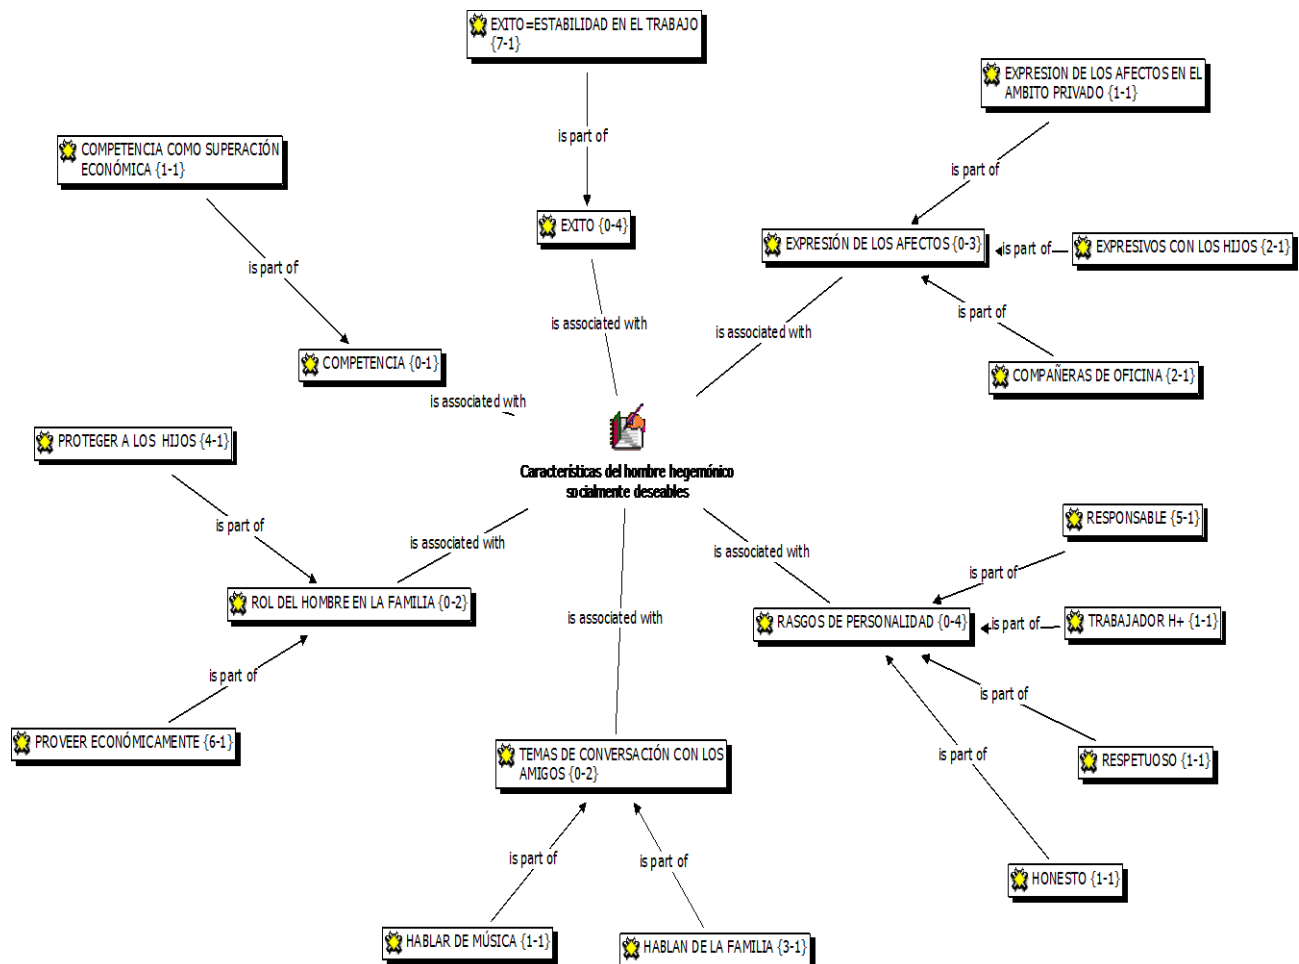 EXITO=ESTABILIDAD EN EL TRABAJO
{7-1}
EXPRESION DE LOS AFECTOS EN EL
AMBITO PRIVADO {1-1}
is part of
COMPETENCIA COMO SUPERACIÓN
ECONÓMICA {1-1}
is part of
EXITO {0-4}
EXPRESIÓN DE LOS AFECTOS {0-3}
is part of
EXPRESIVOS CON LOS HIJOS {2-1}
is part of
is part of
is associated with
is associated with
COMPETENCIA {0-1}
COMPAÑERAS DE OFICINA {2-1}
is associated with
PROTEGER A LOS HIJOS {4-1}
Características del hombre hegemónico
socialmente deseables
is part of
RESPONSABLE {5-1}
is associated with
is associated with
is part of
ROL DEL HOMBRE EN LA FAMILIA {0-2}
is associated with
RASGOS DE PERSONALIDAD {0-4}
is part of
TRABAJADOR H+ {1-1}
is part of
is part of
PROVEER ECONÓMICAMENTE {6-1}
TEMAS DE CONVERSACIÓN CON LOS
AMIGOS {0-2}
is part of
RESPETUOSO {1-1}
is part of
is part of
HONESTO {1-1}
HABLAR DE MÚSICA {1-1}
HABLAN DE LA FAMILIA {3-1}